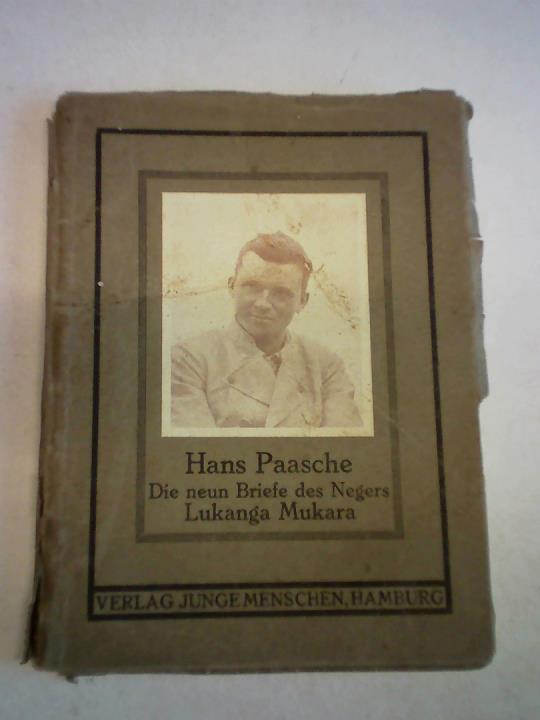 Hans Paasche
Die neun Briefe des Negers
Lukanga Mukara
VERLAG JUNGE MENSCHEN, HAMBURG